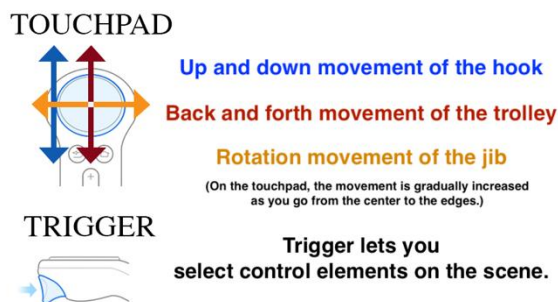 TOUCHPAD
Up and down movement of the hook
Back and forth movement of the trolley
Rotation movement of the jib
(On the touchpad, the movement is gradually increased
as you go from the center to the edges.)
TRIGGER
Trigger lets you
select control elements on the scene.